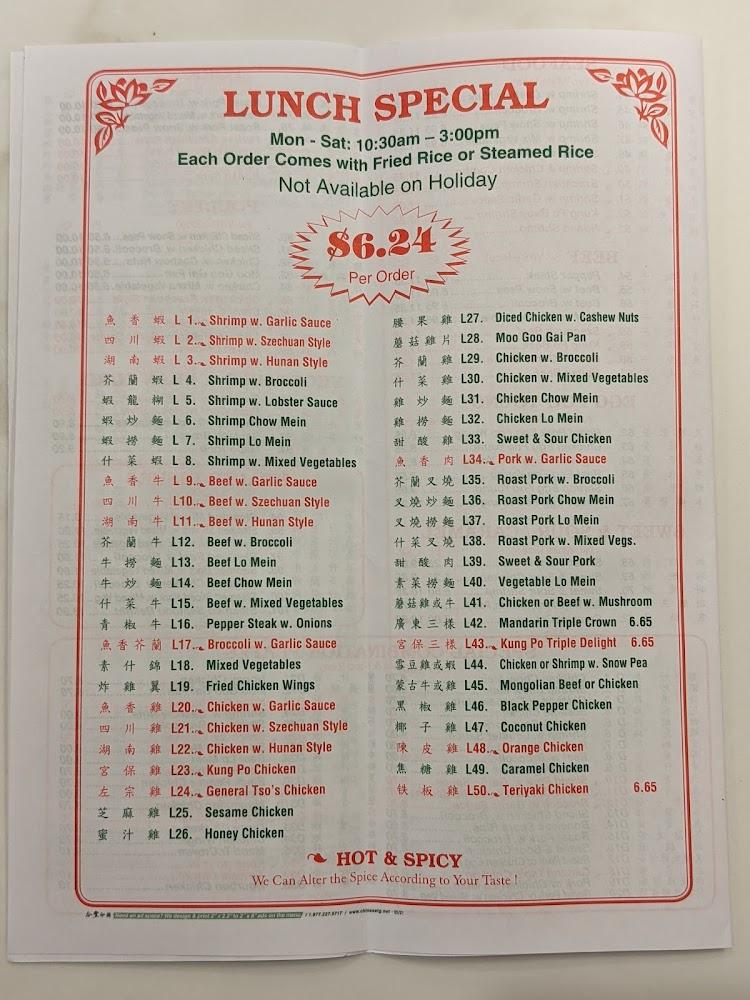 LUNCH SPECIAL
Mon - Sat: 10:30am – 3:00pm
Each Order Comes with Fried Rice or Steamed Rice
Not Available on Holiday
$6.24
Per Order
魚香蝦 L 1. Shrimp w. Garlic Sauce
四川蝦 L 2. Shrimp w. Szechuan Style
湖南蝦 L 3. Shrimp w. Hunan Style
芥蘭蝦 L 4. Shrimp w. Broccoli
蝦龍糊 L 5. Shrimp w. Lobster Sauce
蝦炒麵 L 6. Shrimp Chow Mein
蝦撈麵 L 7. Shrimp Lo Mein
什菜蝦 L 8. Shrimp w. Mixed Vegetables
魚香牛 L 9. Beef w. Garlic Sauce
四川牛 L10. Beef w. Szechuan Style
湖南牛 L11. Beef w. Hunan Style
芥蘭牛 L12. Beef w. Broccoli
牛撈麵 L13. Beef Lo Mein
牛炒麵 L14. Beef Chow Mein
什菜牛 L15. Beef w. Mixed Vegetables
青椒牛 L16. Pepper Steak w. Onions
魚香芥蘭 L17. Broccoli w. Garlic Sauce
素什錦 L18. Mixed Vegetables
炸雞翼 L19. Fried Chicken Wings
魚香雞 L20. Chicken w. Garlic Sauce
四川雞 L21. Chicken w. Szechuan Style
湖南雞 L22. Chicken w. Hunan Style
宮保雞 L23. Kung Po Chicken
左宗雞 L24. General Tso's Chicken
芝麻雞 L25. Sesame Chicken
蜜汁雞 L26. Honey Chicken
腰果雞 L27. Diced Chicken w. Cashew Nuts
蘑菇雞片 L28. Moo Goo Gai Pan
芥蘭雞 L29. Chicken w. Broccoli
什菜雞 L30. Chicken w. Mixed Vegetables
雞炒麵 L31. Chicken Chow Mein
雞撈麵 L32. Chicken Lo Mein
甜酸雞 L33. Sweet & Sour Chicken
魚香肉 L34. Pork w. Garlic Sauce
芥蘭叉燒 L35. Roast Pork w. Broccoli
叉燒炒麵 L36. Roast Pork Chow Mein
叉燒撈麵 L37. Roast Pork Lo Mein
什菜叉燒 L38. Roast Pork w. Mixed Vegs.
甜酸肉 L39. Sweet & Sour Pork
素菜撈麵 L40. Vegetable Lo Mein
蘑菇雞或牛 L41. Chicken or Beef w. Mushroom
廣東三樣 L42. Mandarin Triple Crown 6.65
宮保三樣 L43. Kung Po Triple Delight 6.65
雪豆雞或蝦 L44. Chicken or Shrimp w. Snow Pea
蒙古牛或雞 L45. Mongolian Beef or Chicken
黑椒雞 L46. Black Pepper Chicken
椰子雞 L47. Coconut Chicken
陳皮雞 L48. Orange Chicken
焦糖雞 L49. Caramel Chicken
铁板雞 L50. Teriyaki Chicken 6.65
HOT & SPICY
We Can Alter the Spice According to Your Taste !